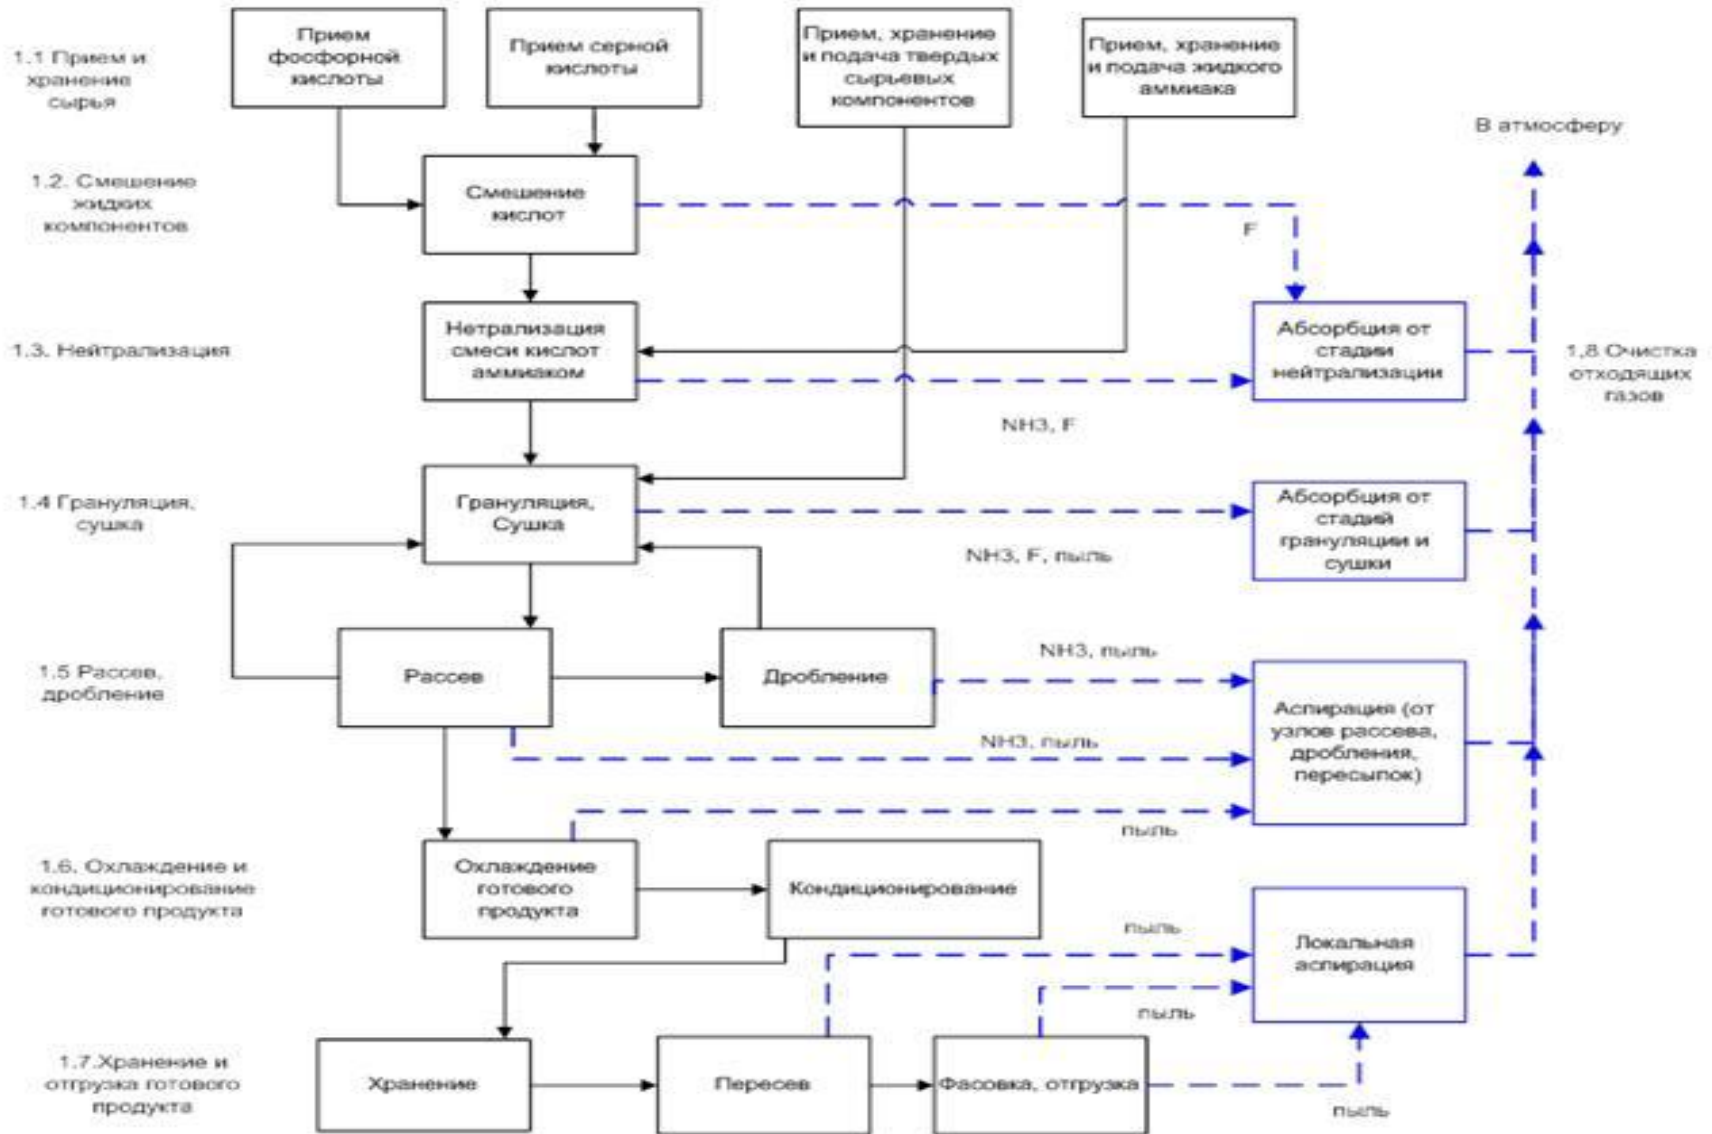 1.1 Прием и
хранение
сырья
Прием
фосфорной
кислоты
Прием серной
кислоты
Прием, хранение
и подача твердых
сырьевых
компонентов
Прием, хранение
и подача жидкого
аммиака
В атмосферу
1.2. Смешение
жидких
компонентов
Смешение
кислот
F
1.3. Нейтрализация
Нетрализация
смеси кислот
аммиаком
Абсорбция от
стадии
нейтрализации
1,8 Очистка
отходящих
газов
NH3, F
1.4 Грануляция,
сушка
Грануляция,
Сушка
Абсорбция от
стадий
грануляции и
сушки
NH3, F, пыль
1.5 Рассев,
дробление
Рассев
Дробление
NH3, пыль
NH3, пыль
Аспирация (от
узлов рассева,
дробления,
пересыпок)
пыль
1.6. Охлаждение и
кондиционирование
готового продукта
Охлаждение
готового
продукта
Кондиционирование
пыль
Локальная
аспирация
пыль
1.7.Хранение и
отгрузка готового
продукта
Хранение
Пересев
Фасовка, отгрузка
пыль